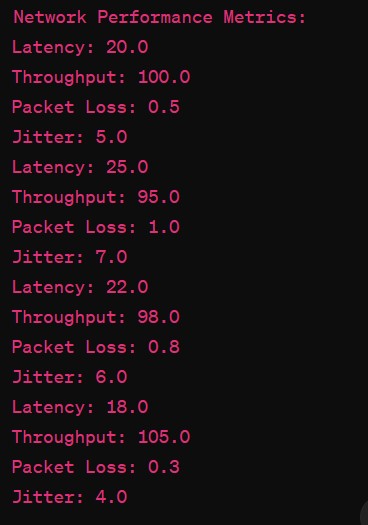 Network Performance Metrics:
Latency: 20.0
Throughput: 100.0
Packet Loss: 0.5
Jitter: 5.0
Latency: 25.0
Throughput: 95.0
Packet Loss: 1.0
Jitter: 7.0
Latency: 22.0
Throughput: 98.0
Packet Loss: 0.8
Jitter: 6.0
Latency: 18.0
Throughput: 105.0
Packet Loss: 0.3
Jitter: 4.0